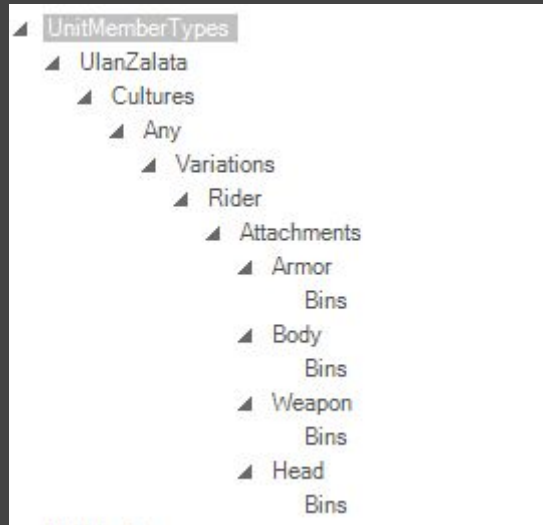 UnitMemberTypes
UlanZalata
Cultures
Any
Variations
Rider
Attachments
Armor
Bins
Body
Bins
Weapon
Bins
Head
Bins